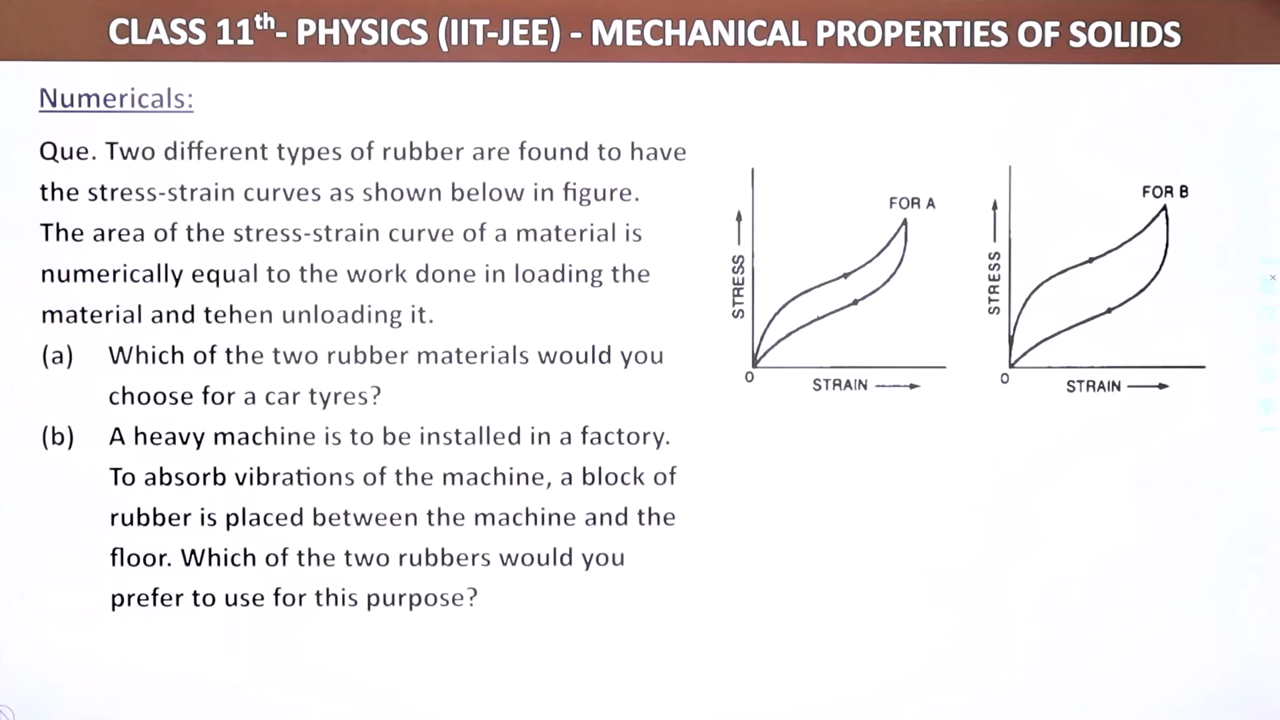 CLASS 11th- PHYSICS (IIT-JEE) - MECHANICAL PROPERTIES OF SOLIDS
Numericals:
Que. Two different types of rubber are found to have
the stress-strain curves as shown below in figure.
The area of the stress-strain curve of a material is
numerically equal to the work done in loading the
material and tehen unloading it.
(a) Which of the two rubber materials would you
choose for a car tyres?
(b) A heavy machine is to be installed in a factory.
To absorb vibrations of the machine, a block of
rubber is placed between the machine and the
floor. Which of the two rubbers would you
prefer to use for this purpose?
FOR A
STRESS
O
STRAIN
FOR B
STRESS
O
STRAIN